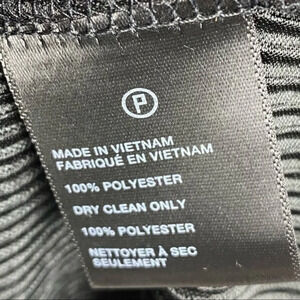 P
MADE IN VIETNAM
FABRIQUÉ EN VIETNAM
100% POLYESTER
DRY CLEAN ONLY
100% POLYESTER
NETTOYER À SEC
SEULEMENT